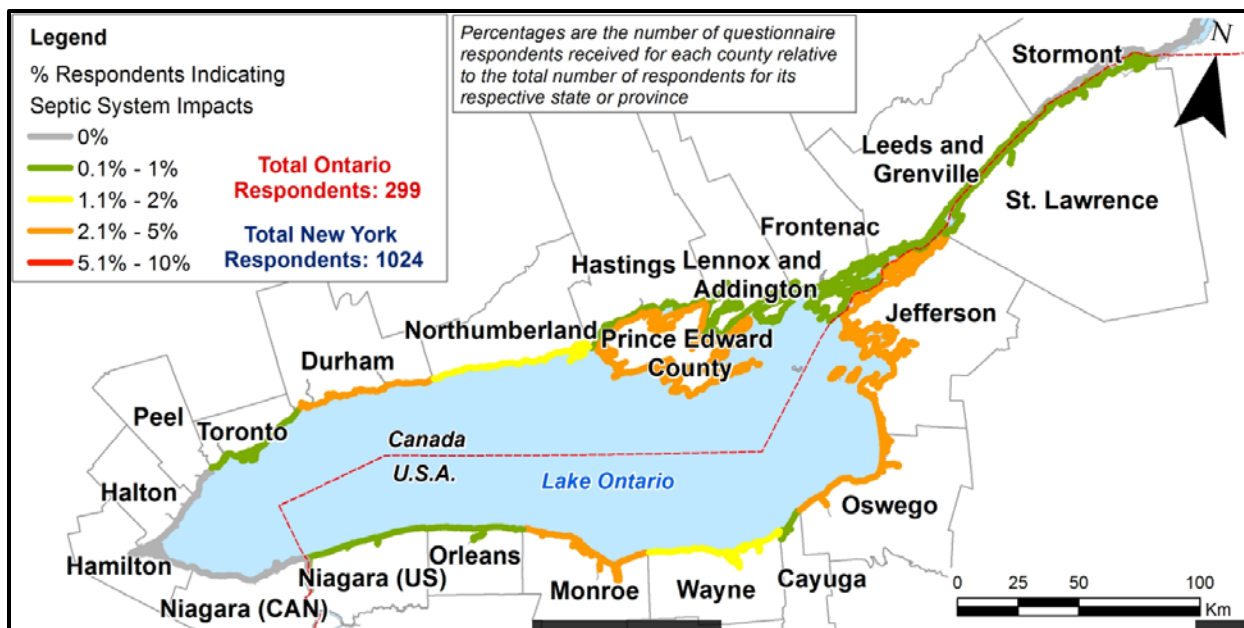 Legend
% Respondents Indicating
Septic System Impacts
0%
0.1% - 1%
1.1% - 2%
2.1% - 5%
5.1% - 10%
Total Ontario
Respondents: 299
Total New York
Respondents: 1024
Percentages are the number of questionnaire
respondents received for each county relative
to the total number of respondents for its
respective state or province
N
Stormont
Leeds and
Grenville
St. Lawrence
Frontenac
Hastings
Lennox and
Addington
Jefferson
Northumberland
Prince Edward
County
Durham
Peel
Toronto
Canada
U.S.A.
Lake Ontario
Halton
Oswego
Hamilton
Orleans
Niagara (US)
Cayuga
Monroe
Wayne
Niagara (CAN)
0 25 50 100
Km